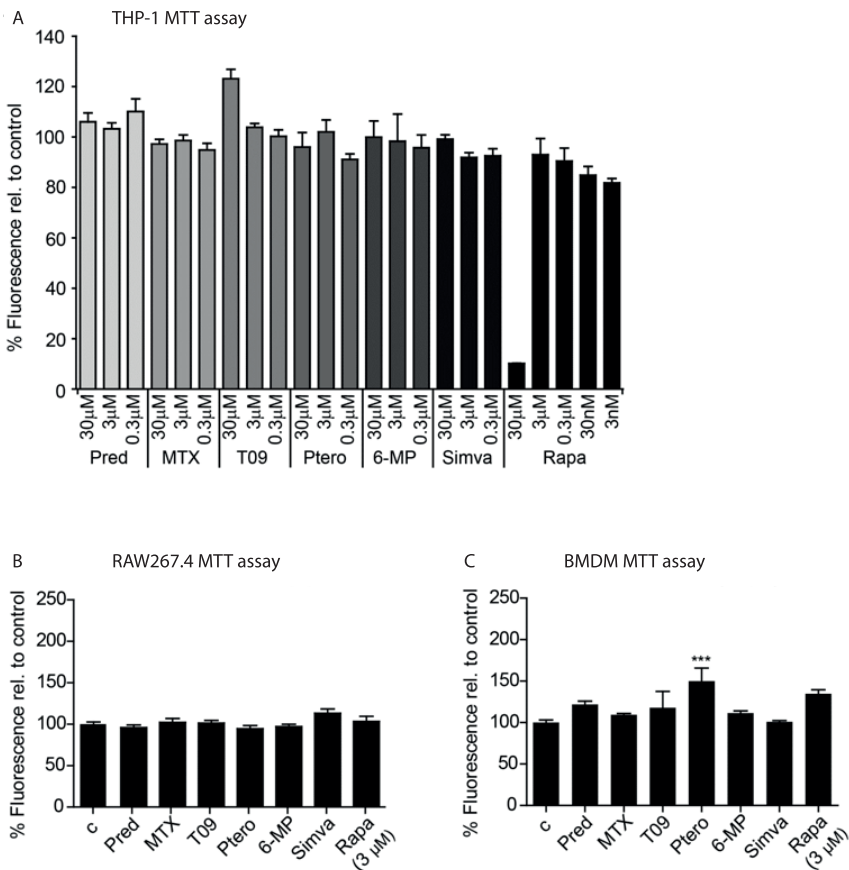 A THP-1 MTT assay
% Fluorescence rel. to control
140
120
100
80
60
40
20
0
30µM 3µM 0.3µM 30µM 3µM 0.3µM 30µM 3µM 0.3µM 30µM 3µM 0.3µM 30µM 3µM 0.3µM 30µM 3µM 0.3µM 30µM 3µM 0.3µM 30nM 3nM
Pred MTX T09 Ptero 6-MP Simva Rapa
B RAW267.4 MTT assay
% Fluorescence rel. to control
250
200
150
100
50
0
c Pred MTX T09 Ptero 6-MP Simva Rapa
(3 µM)
C BMDM MTT assay
% Fluorescence rel. to control
250
200
150
100
50
0
***
c Pred MTX T09 Ptero 6-MP Simva Rapa
(3 µM)